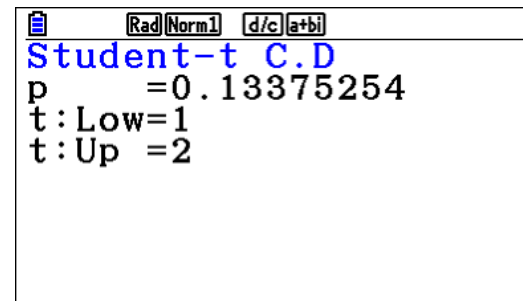 Rad Norm1 d/c a+bi
Student-t C.D
p =0.13375254
t:Low=1
t:Up =2